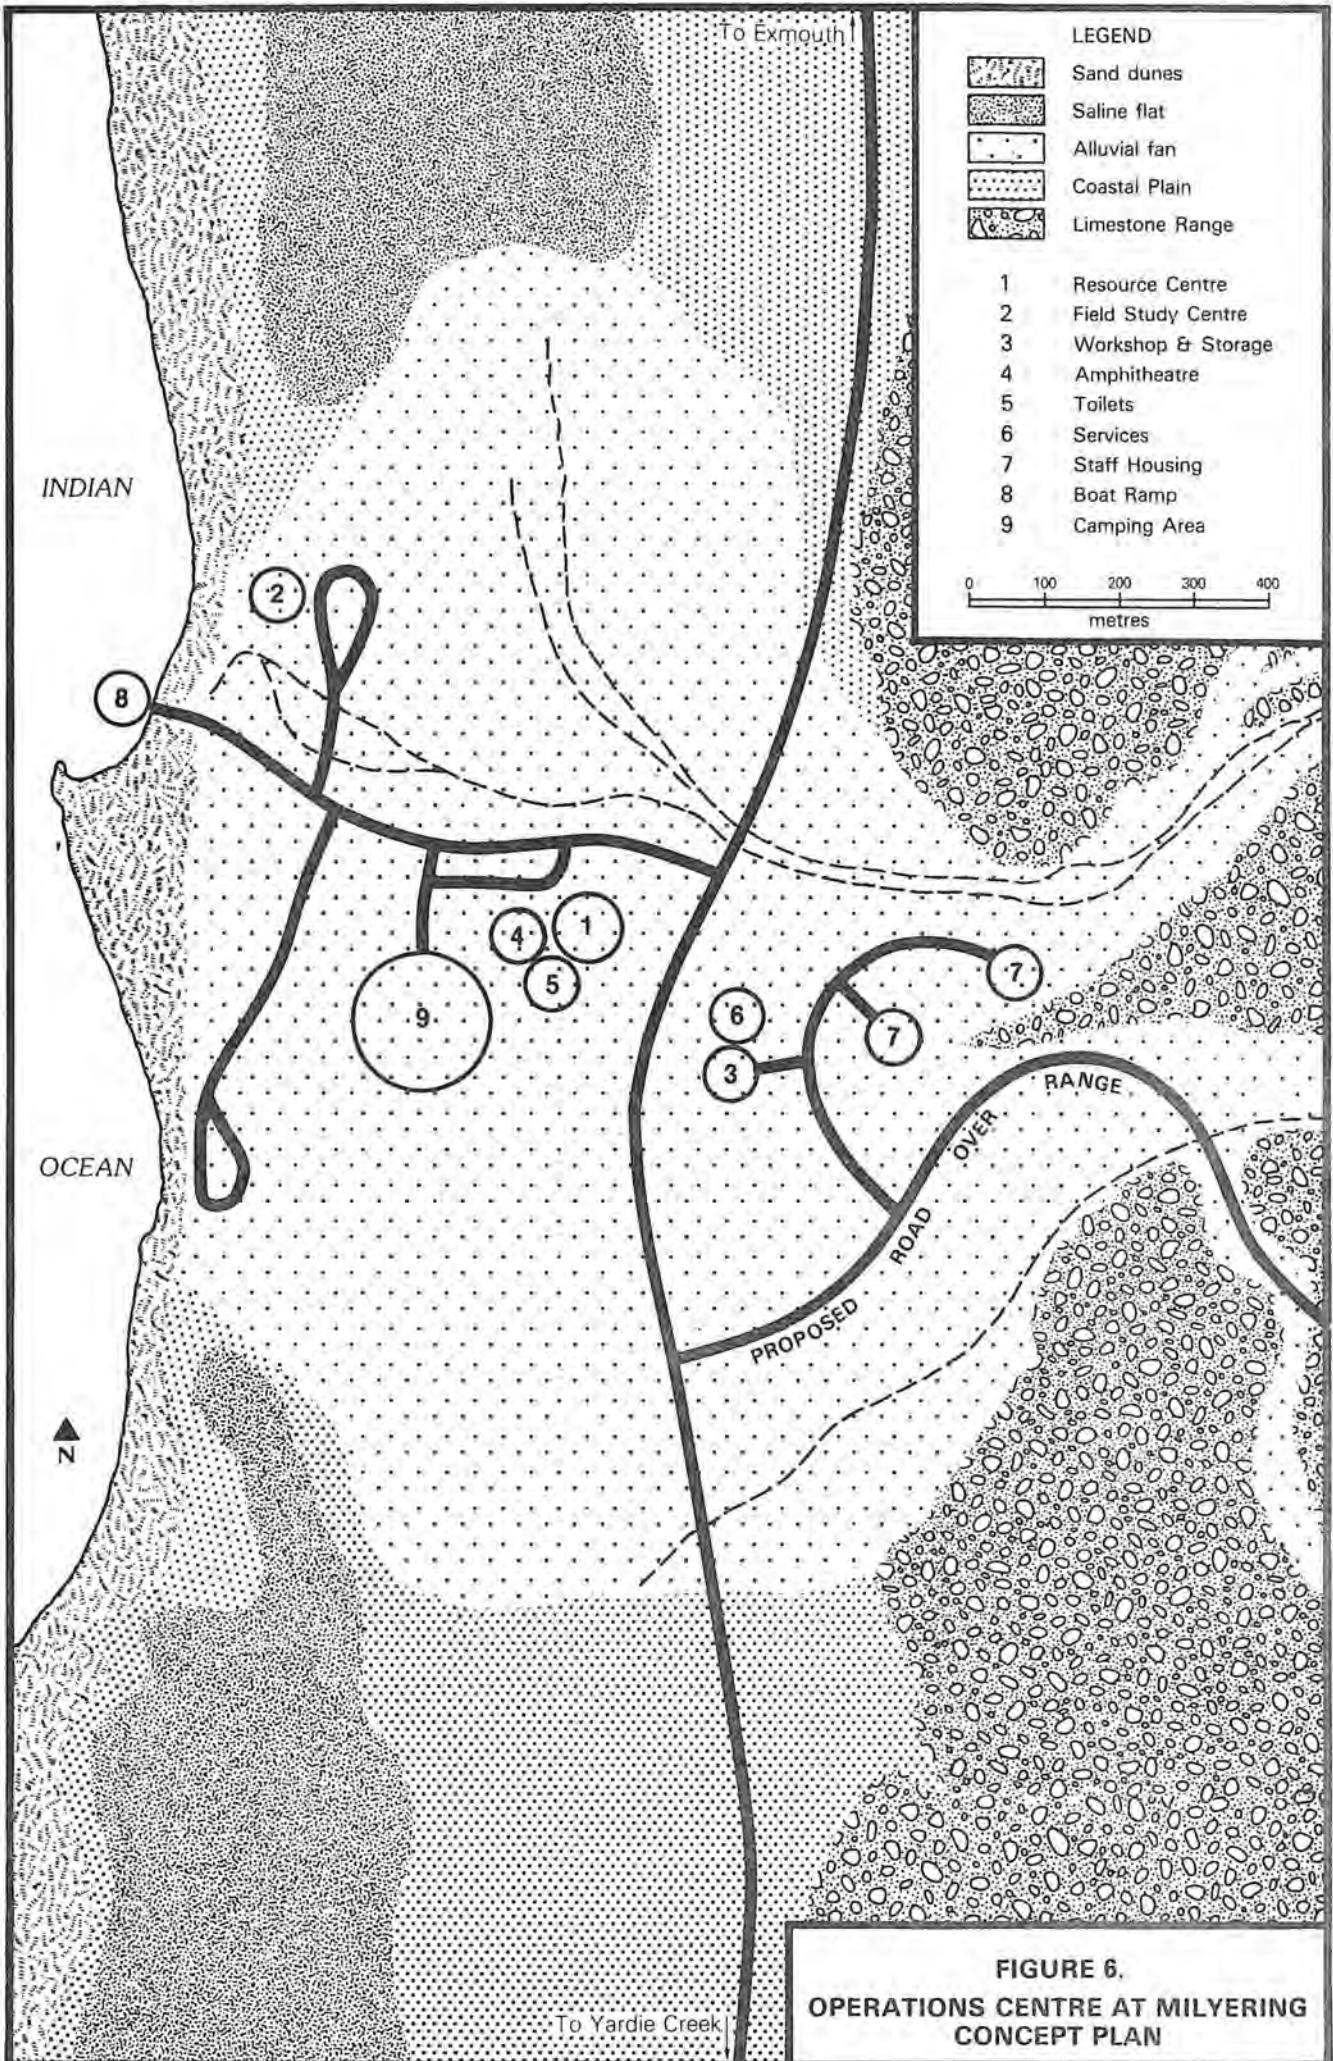 To Exmouth
LEGEND
Sand dunes
Saline flat
Alluvial fan
Coastal Plain
Limestone Range
1 Resource Centre
2 Field Study Centre
3 Workshop & Storage
4 Amphitheatre
5 Toilets
6 Services
7 Staff Housing
8 Boat Ramp
9 Camping Area
0 100 200 300 400
metres
INDIAN
2
8
4
1
5
9
7
6
7
3
OCEAN
PROPOSED ROAD OVER RANGE
N
To Yardie Creek
FIGURE 6.
OPERATIONS CENTRE AT MILYERING
CONCEPT PLAN